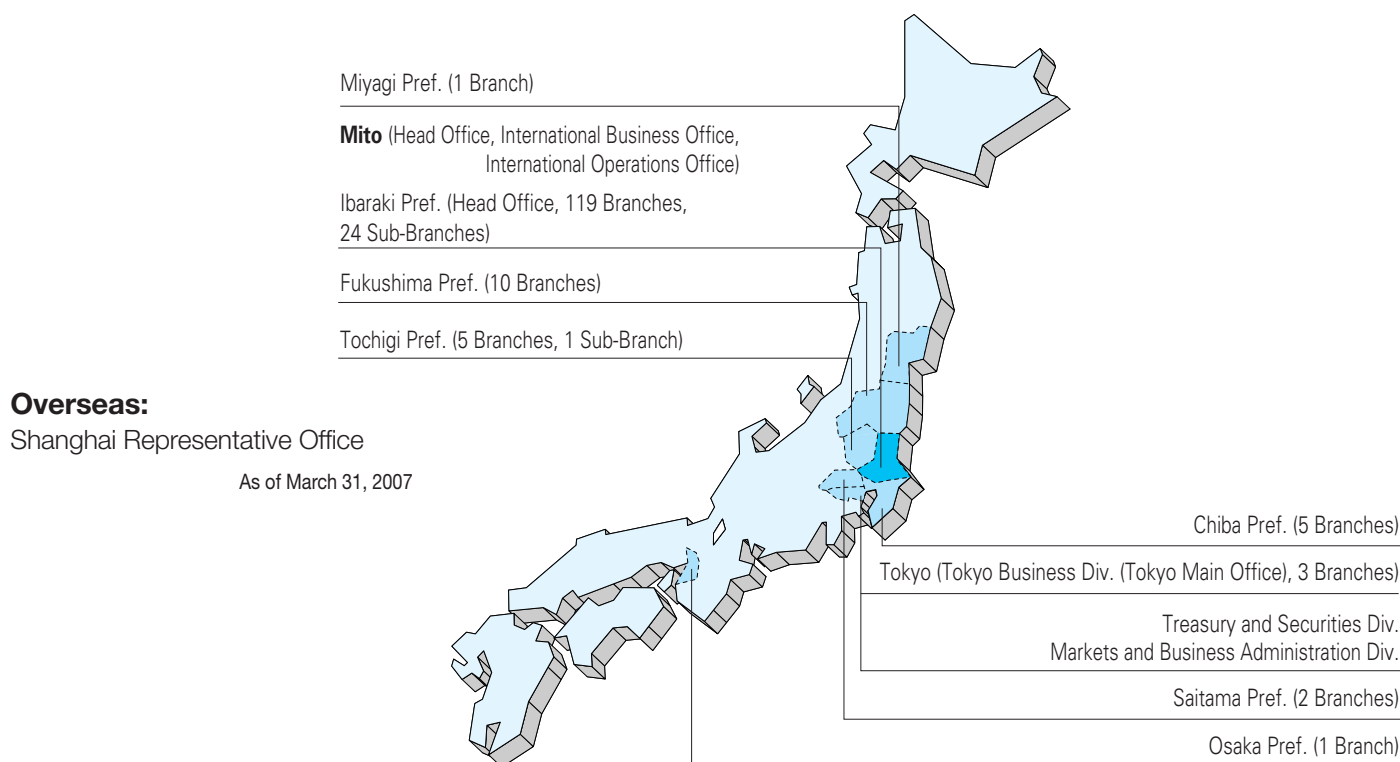 Miyagi Pref. (1 Branch)
Mito (Head Office, International Business Office,
International Operations Office)
Ibaraki Pref. (Head Office, 119 Branches,
24 Sub-Branches)
Fukushima Pref. (10 Branches)
Tochigi Pref. (5 Branches, 1 Sub-Branch)
Overseas:
Shanghai Representative Office
As of March 31, 2007
Chiba Pref. (5 Branches)
Tokyo (Tokyo Business Div. (Tokyo Main Office), 3 Branches)
Treasury and Securities Div.
Markets and Business Administration Div.
Saitama Pref. (2 Branches)
Osaka Pref. (1 Branch)